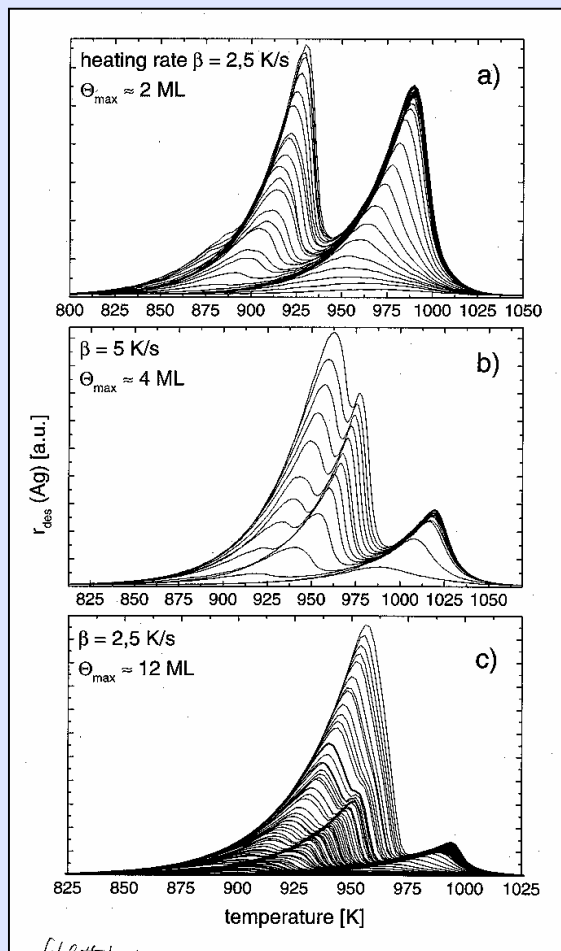 heating rate β = 2,5 K/s
Θmax ≈ 2 ML
a)
800 825 850 875 900 925 950 975 1000 1025 1050
β = 5 K/s
Θmax ≈ 4 ML
b)
rdes (Ag) [a.u.]
825 850 875 900 925 950 975 1000 1025 1050
β = 2,5 K/s
Θmax ≈ 12 ML
c)
825 850 875 900 925 950 975 1000 1025
temperature [K]